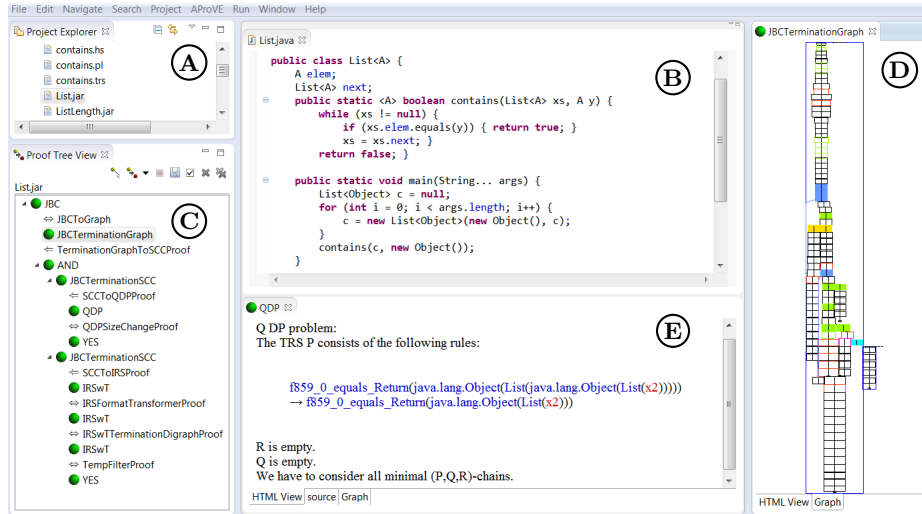 File Edit Navigate Search Project AProVE Run Window Help
Project Explorer
A
contains.hs
contains.pl
contains.trs
List.jar
ListLength.jar
Proof Tree View
C
List.jar
JBC
⇔ JBCToGraph
JBCTerminationGraph
⇐ TerminationGraphToSCCProof
AND
JBCTerminationSCC
⇐ SCCToQDPProof
QDP
⇔ QDPSizeChangeProof
YES
JBCTerminationSCC
⇐ SCCToIRSProof
IRSwT
⇔ IRSFormatTransformerProof
IRSwT
⇔ IRSwTTerminationDigraphProof
IRSwT
⇐ TempFilterProof
YES
List.java
B
public class List<A> {
A elem;
List<A> next;
public static <A> boolean contains(List<A> xs, A y) {
while (xs != null) {
if (xs.elem.equals(y)) { return true; }
xs = xs.next; }
return false; }
public static void main(String... args) {
List<Object> c = null;
for (int i = 0; i < args.length; i++) {
c = new List<Object>(new Object(), c);
}
contains(c, new Object());
}
QDP
E
Q DP problem:
The TRS P consists of the following rules:
f859_0_equals_Return(java.lang.Object(List(java.lang.Object(List(x2)))))
→ f859_0_equals_Return(java.lang.Object(List(x2)))
R is empty.
Q is empty.
We have to consider all minimal (P,Q,R)-chains.
HTML View source Graph
JBCTerminationGraph
D
HTML View Graph